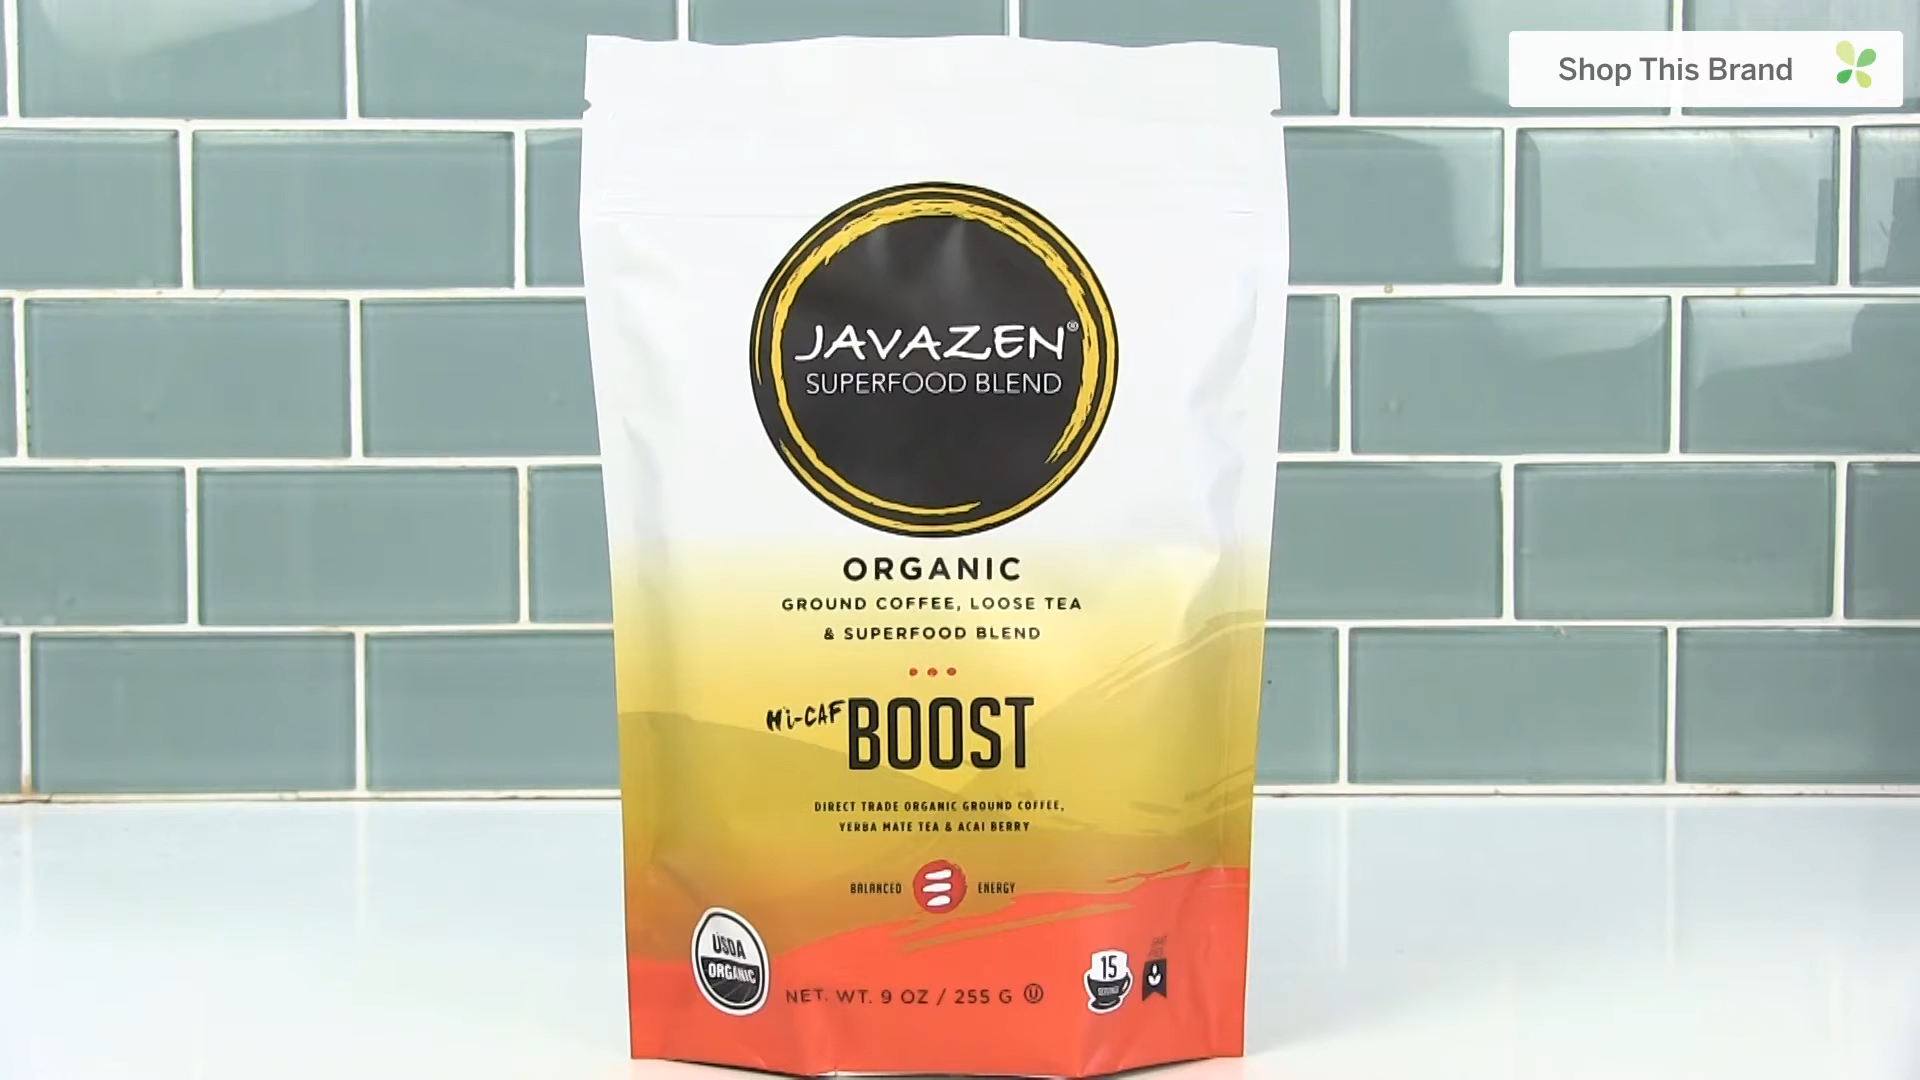 Shop This Brand
JAVAZEN®
SUPERFOOD BLEND
ORGANIC
GROUND COFFEE, LOOSE TEA
& SUPERFOOD BLEND
Hi-CAF BOOST
DIRECT TRADE ORGANIC GROUND COFFEE,
YERBA MATE TEA & ACAI BERRY
BALANCED ENERGY
USDA
ORGANIC
NET. WT. 9 OZ / 255 G Ⓤ
15
SERVINGS